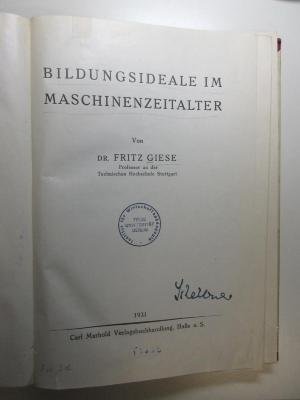 BILDUNGSIDEALE IM
MASCHINENZEITALTER
Von
DR. FRITZ GIESE
Professor an der
Technischen Hochschule Stuttgart
1931
Carl Marhold Verlagsbuchhandlung, Halle a. S.